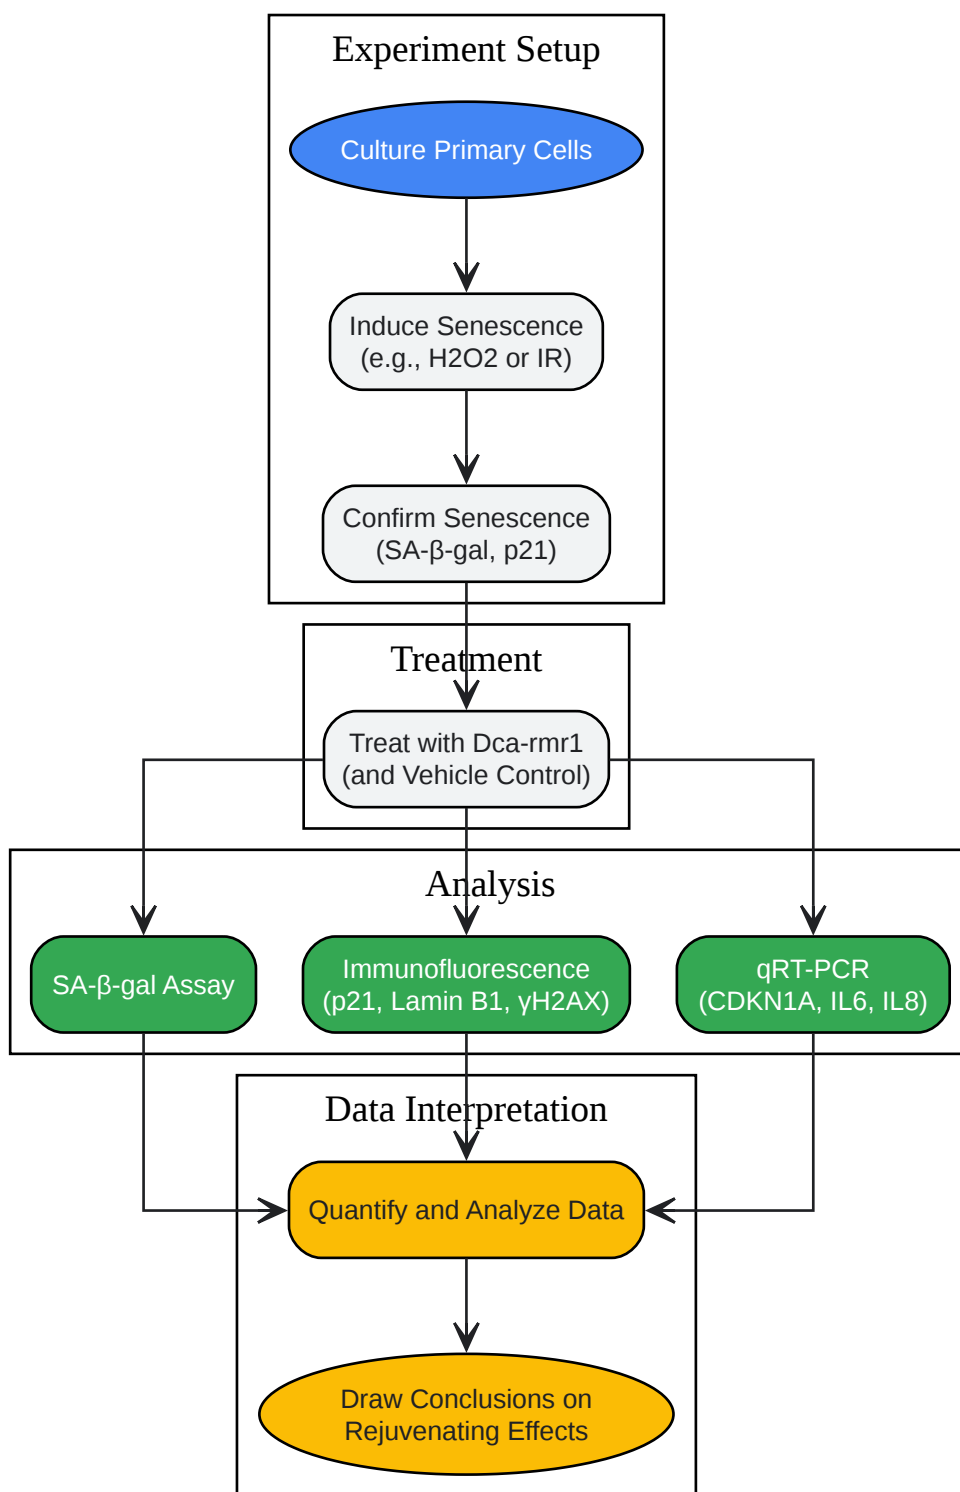 Experiment Setup
Culture Primary Cells
Induce Senescence
(e.g., H2O2 or IR)
Confirm Senescence
(SA-β-gal, p21)
Treatment
Treat with Dca-rmr1
(and Vehicle Control)
Analysis
SA-β-gal Assay
Immunofluorescence
(p21, Lamin B1, γH2AX)
qRT-PCR
(CDKN1A, IL6, IL8)
Data Interpretation
Quantify and Analyze Data
Draw Conclusions on
Rejuvenating Effects